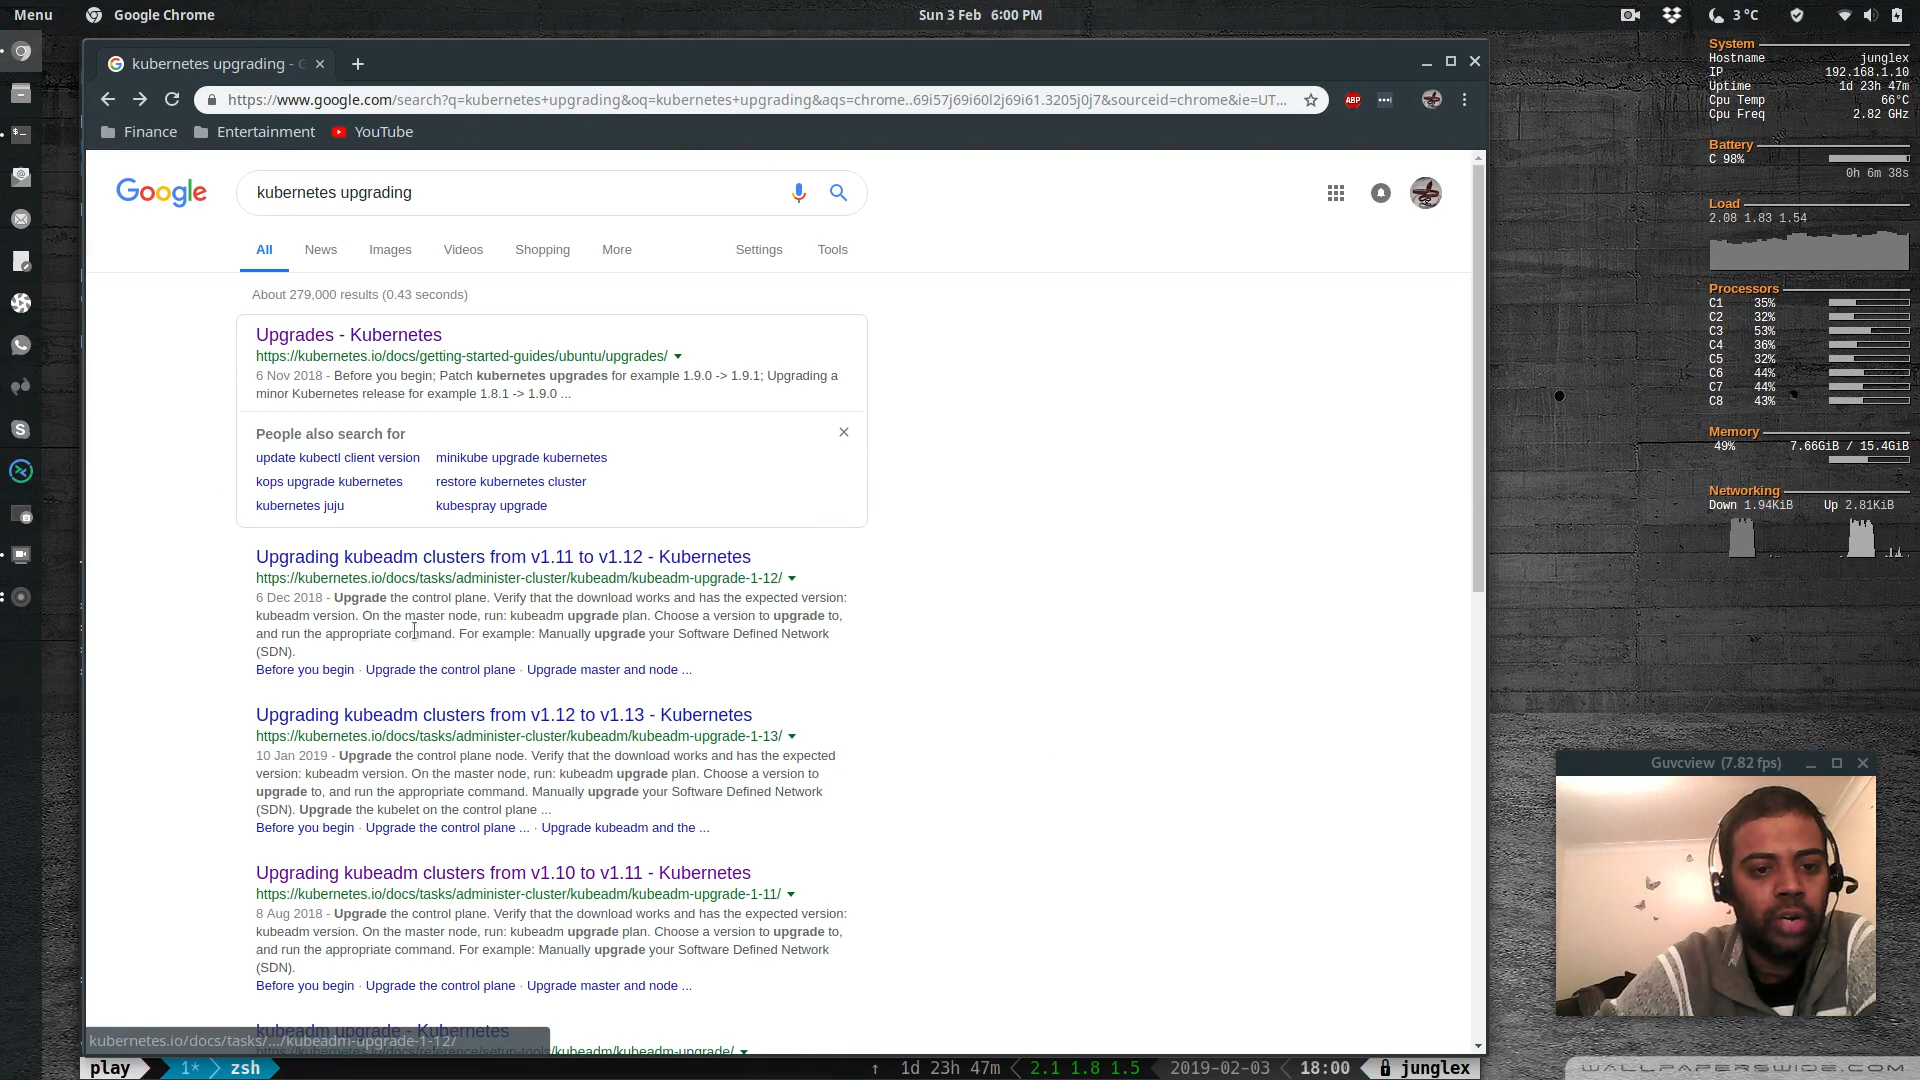 Menu
Google Chrome
Sun 3 Feb 6:00 PM
3 °C
kubernetes upgrading - G
https://www.google.com/search?q=kubernetes+upgrading&oq=kubernetes+upgrading&aqs=chrome..69i57j69i60l2j69i61.3205j0j7&sourceid=chrome&ie=UT...
ABP
Finance
Entertainment
YouTube
Google
kubernetes upgrading
All
News
Images
Videos
Shopping
More
Settings
Tools
About 279,000 results (0.43 seconds)
Upgrades - Kubernetes
https://kubernetes.io/docs/getting-started-guides/ubuntu/upgrades/
6 Nov 2018 - Before you begin; Patch kubernetes upgrades for example 1.9.0 -> 1.9.1; Upgrading a
minor Kubernetes release for example 1.8.1 -> 1.9.0 ...
People also search for
update kubectl client version
minikube upgrade kubernetes
kops upgrade kubernetes
restore kubernetes cluster
kubernetes juju
kubespray upgrade
Upgrading kubeadm clusters from v1.11 to v1.12 - Kubernetes
https://kubernetes.io/docs/tasks/administer-cluster/kubeadm/kubeadm-upgrade-1-12/
6 Dec 2018 - Upgrade the control plane. Verify that the download works and has the expected version:
kubeadm version. On the master node, run: kubeadm upgrade plan. Choose a version to upgrade to,
and run the appropriate command. For example: Manually upgrade your Software Defined Network
(SDN).
Before you begin · Upgrade the control plane · Upgrade master and node ...
Upgrading kubeadm clusters from v1.12 to v1.13 - Kubernetes
https://kubernetes.io/docs/tasks/administer-cluster/kubeadm/kubeadm-upgrade-1-13/
10 Jan 2019 - Upgrade the control plane node. Verify that the download works and has the expected
version: kubeadm version. On the master node, run: kubeadm upgrade plan. Choose a version to
upgrade to, and run the appropriate command. Manually upgrade your Software Defined Network
(SDN). Upgrade the kubelet on the control plane ...
Before you begin · Upgrade the control plane ... · Upgrade kubeadm and the ...
Upgrading kubeadm clusters from v1.10 to v1.11 - Kubernetes
https://kubernetes.io/docs/tasks/administer-cluster/kubeadm/kubeadm-upgrade-1-11/
8 Aug 2018 - Upgrade the control plane. Verify that the download works and has the expected version:
kubeadm version. On the master node, run: kubeadm upgrade plan. Choose a version to upgrade to,
and run the appropriate command. For example: Manually upgrade your Software Defined Network
(SDN).
Before you begin · Upgrade the control plane · Upgrade master and node ...
kubeadm upgrade - Kubernetes
https://kubernetes.io/docs/reference/setup-tools/kubeadm/kubeadm-upgrade/
kubernetes.io/docs/tasks/.../kubeadm-upgrade-1-12/
play 1* zsh
↑ 1d 23h 47m 2.1 1.8 1.5 2019-02-03 18:00 junglex
System
Hostname junglex
IP 192.168.1.10
Uptime 1d 23h 47m
Cpu Temp 66°C
Cpu Freq 2.82 GHz
Battery
C 98%
0h 6m 38s
Load
2.08 1.83 1.54
Processors
C1 35%
C2 32%
C3 53%
C4 36%
C5 32%
C6 44%
C7 44%
C8 43%
Memory
49% 7.66GiB / 15.4GiB
Networking
Down 1.94KiB Up 2.81KiB
Guvcview (7.82 fps)
WALLPAPERSWIDE.COM